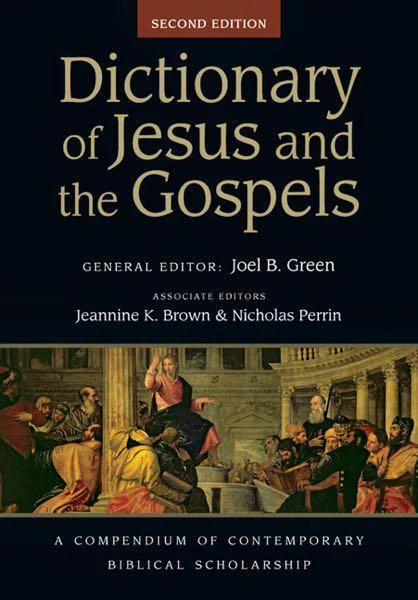 SECOND EDITION
Dictionary
of Jesus and
the Gospels
GENERAL EDITOR: Joel B. Green
ASSOCIATE EDITORS
Jeannine K. Brown & Nicholas Perrin
A COMPENDIUM OF CONTEMPORARY
BIBLICAL SCHOLARSHIP